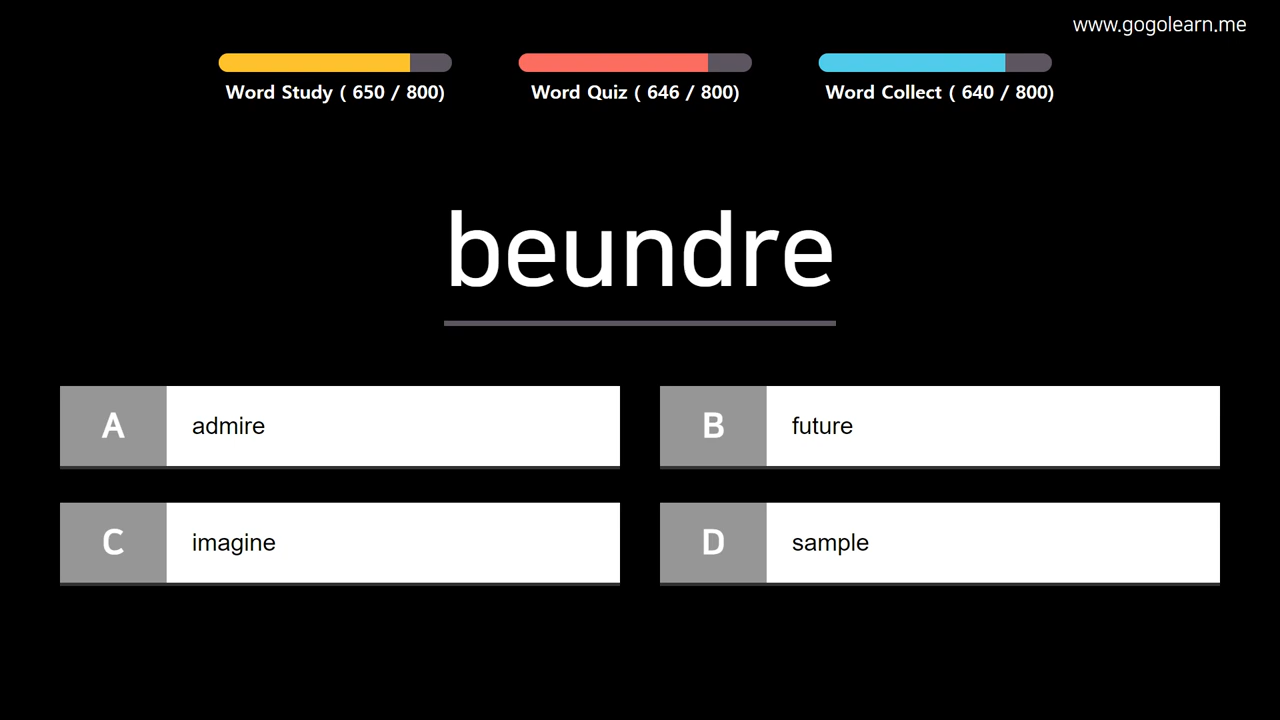 www.gogolearn.me
Word Study ( 650 / 800)
Word Quiz ( 646 / 800)
Word Collect ( 640 / 800)
beundre
A admire
B future
C imagine
D sample